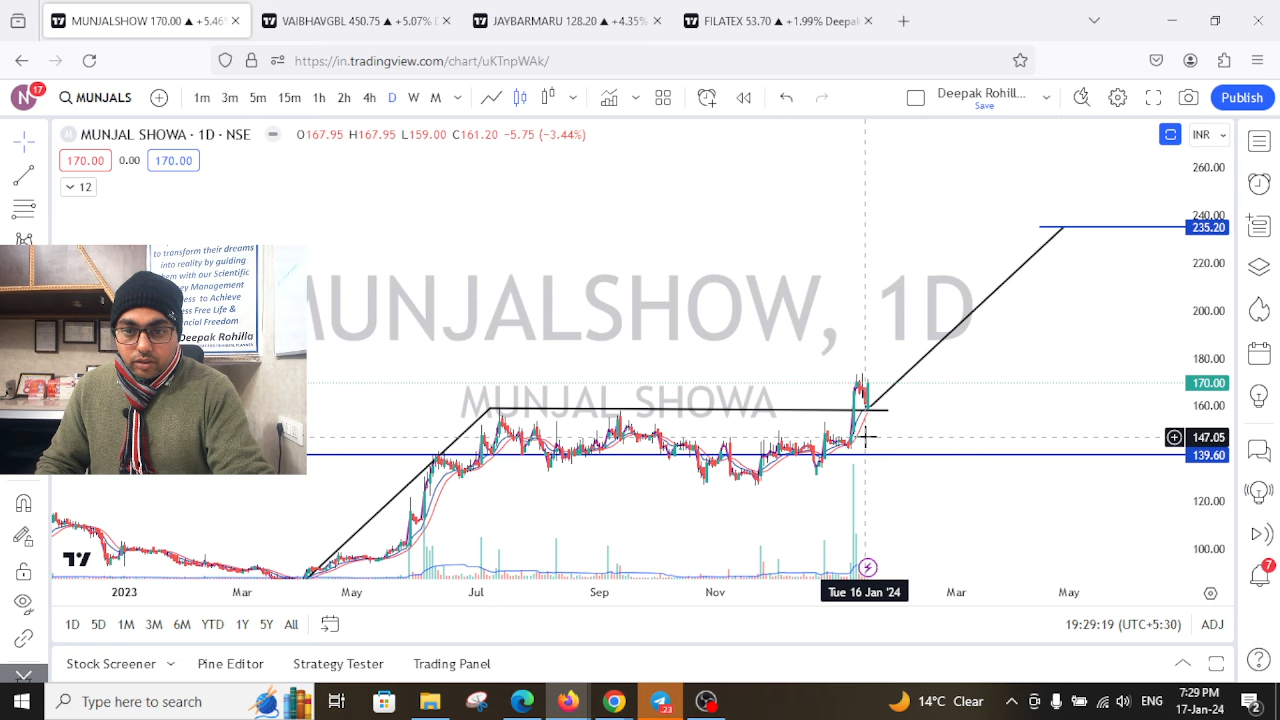 MUNJALSHOW 170.00 ▲ +5.46
VAIBHAVGBL 450.75 ▲ +5.07%
JAYBARMARU 128.20 ▲ +4.35%
FILATEX 53.70 ▲ +1.99% Deepak
https://in.tradingview.com/chart/uKTnpWAk/
N 17 MUNJALS 1m 3m 5m 15m 1h 2h 4h D W M Deepak Rohill...
Save
Publish
MUNJAL SHOWA · 1D · NSE O167.95 H167.95 L159.00 C161.20 -5.75 (-3.44%) INR
170.00 0.00 170.00
12
260.00
240.00
235.20
220.00
200.00
180.00
170.00
160.00
147.05
139.60
120.00
100.00
MUNJALSHOW, 1D
MUNJAL SHOWA
to transform their dreams
into reality by guiding
them with our Scientific
Management
to Achieve
Free Life &
Freedom
Deepak Rohilla
2023 Mar May Jul Sep Nov Tue 16 Jan '24 Mar May
1D 5D 1M 3M 6M YTD 1Y 5Y All 19:29:19 (UTC+5:30) ADJ
7
Stock Screener Pine Editor Strategy Tester Trading Panel
Type here to search 14°C Clear ENG 7:29 PM
17-Jan-24
2